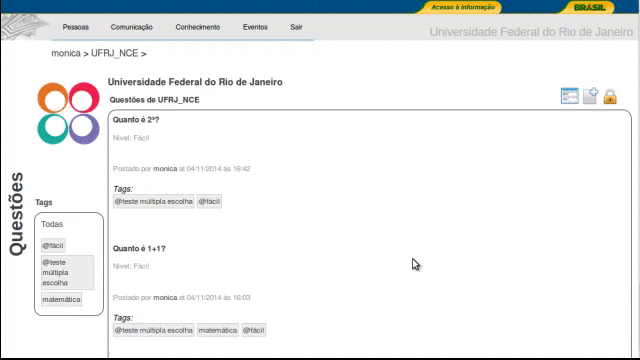 Acesso à informação
BRASIL
Pessoas Comunicação Conhecimento Eventos Sair
Universidade Federal do Rio de Janeiro
monica > UFRJ_NCE >
Universidade Federal do Rio de Janeiro
Questões de UFRJ_NCE
Questões
Tags
Todas
@fácil
@teste
múltipla
escolha
matemática
Quanto é 2³?
Nível: Fácil
Postado por monica at 04/11/2014 às 16:42
Tags:
@teste múltipla escolha @fácil
Quanto é 1+1?
Nível: Fácil
Postado por monica at 04/11/2014 às 16:03
Tags:
@teste múltipla escolha matemática @fácil